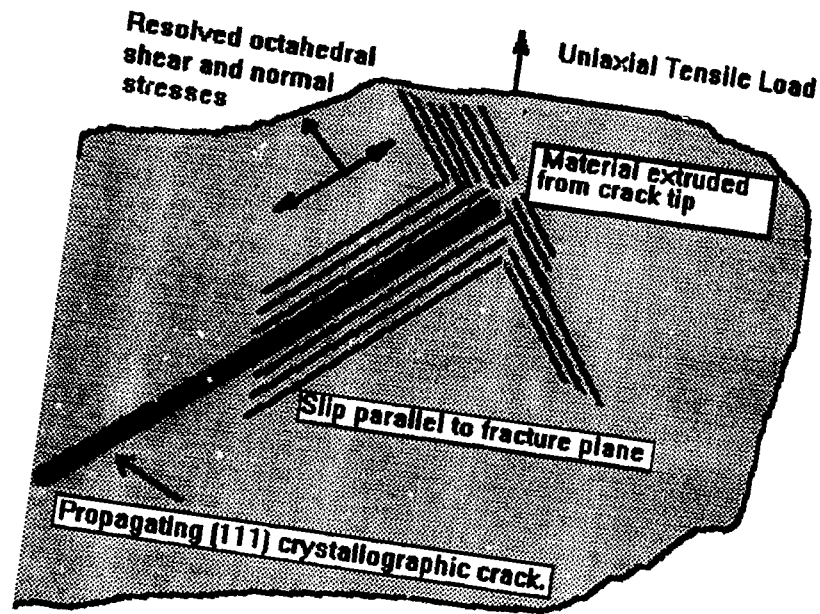 Resolved octahedral
shear and normal
stresses
Uniaxial Tensile Load
Material extruded
from crack tip
Slip parallel to fracture plane
Propagating (111) crystallographic crack.